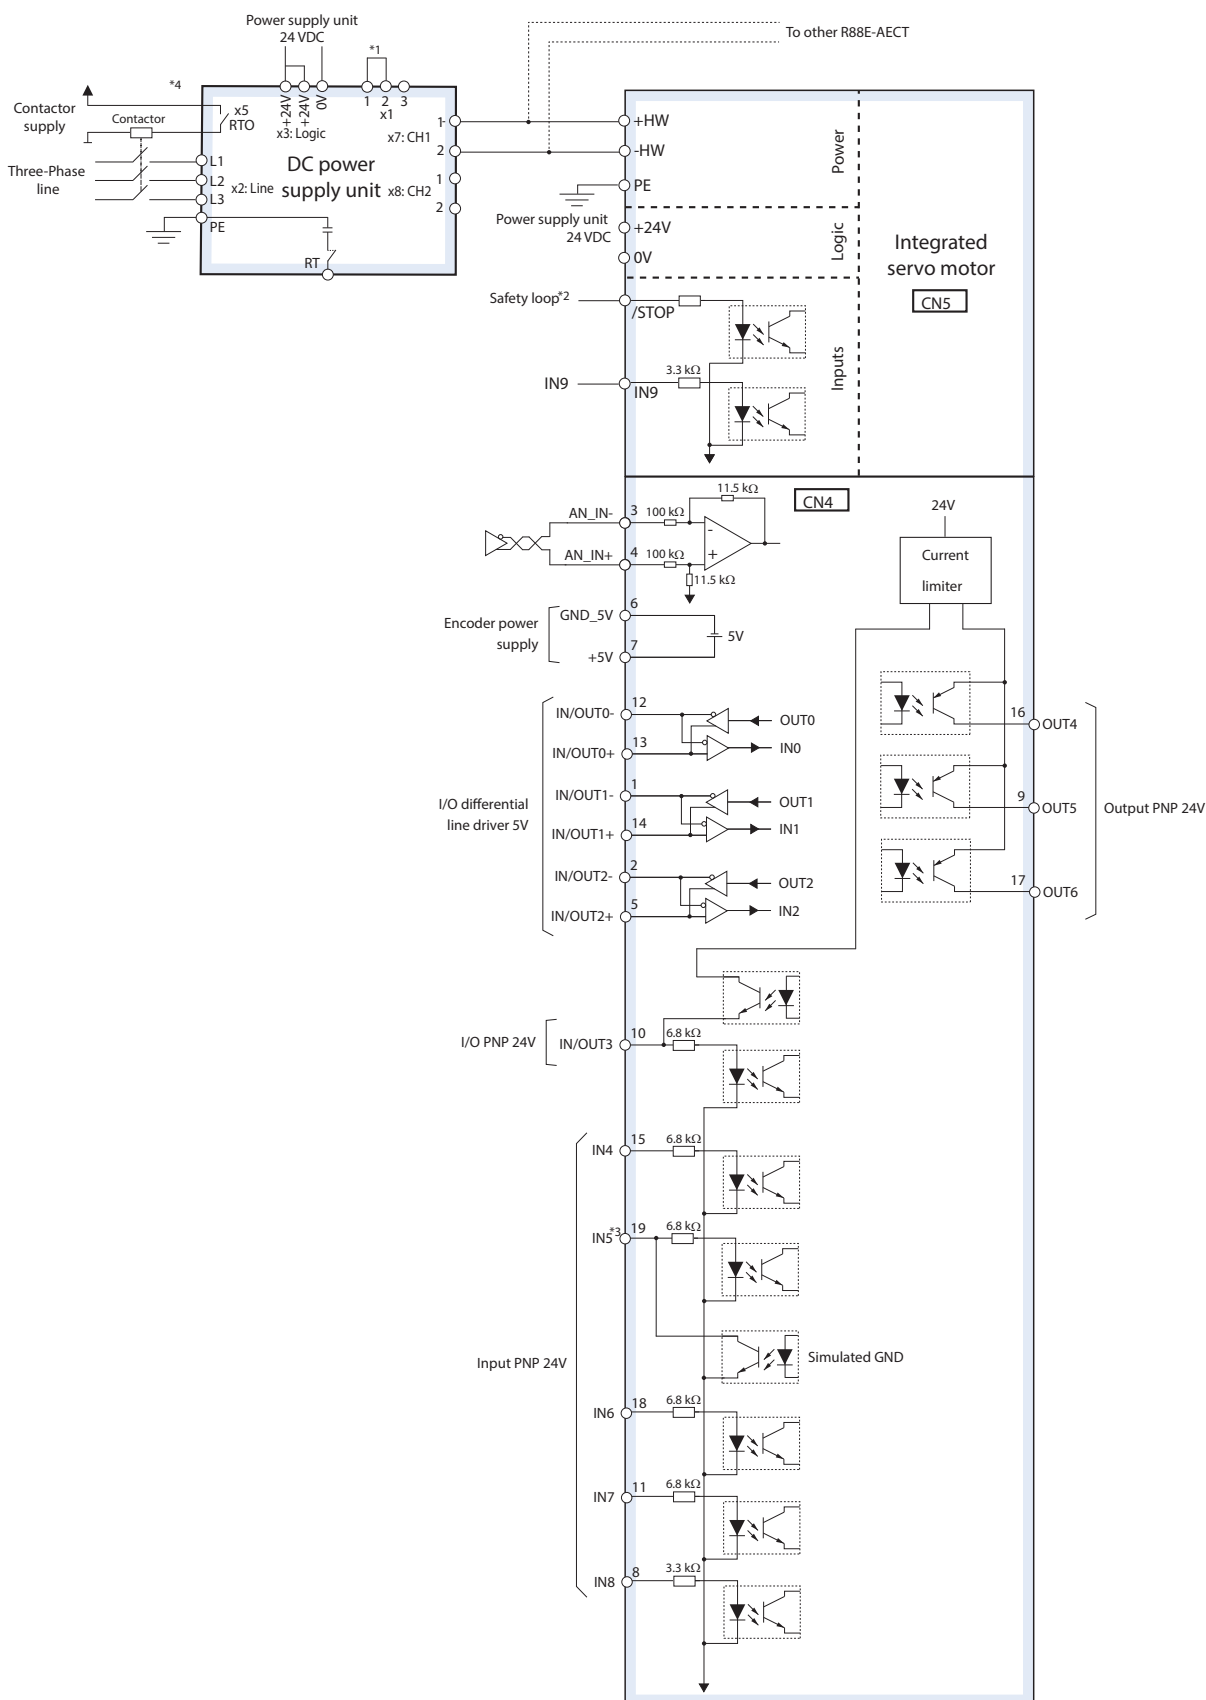 Power supply unit
24 VDC
To other R88E-AECT
*1
*4
+24V
+24V
0V
1
2
3
x1
Contactor
supply
Contactor
x5
RTO
x3: Logic
1
x7: CH1
+HW
DC power
supply unit
2
-HW
Power
L1
L2
L3
x2: Line
x8: CH2
1
2
Three-Phase
line
PE
PE
RT
Power supply unit
24 VDC
+24V
0V
Logic
Integrated
servo motor
CN5
Safety loop*2
/STOP
Inputs
IN9
IN9
3.3 kΩ
CN4
11.5 kΩ
AN_IN-
3
100 kΩ
-
AN_IN+
4
100 kΩ
+
11.5 kΩ
24V
Current
limiter
Encoder power
supply
GND_5V
6
5V
+5V
7
I/O differential
line driver 5V
IN/OUT0-
12
OUT0
IN/OUT0+
13
IN0
IN/OUT1-
1
OUT1
IN/OUT1+
14
IN1
IN/OUT2-
2
OUT2
IN/OUT2+
5
IN2
16
OUT4
9
OUT5
17
OUT6
Output PNP 24V
I/O PNP 24V
IN/OUT3
10
6.8 kΩ
Input PNP 24V
IN4
15
6.8 kΩ
IN5*3
19
6.8 kΩ
Simulated GND
IN6
18
6.8 kΩ
IN7
11
6.8 kΩ
IN8
8
3.3 kΩ